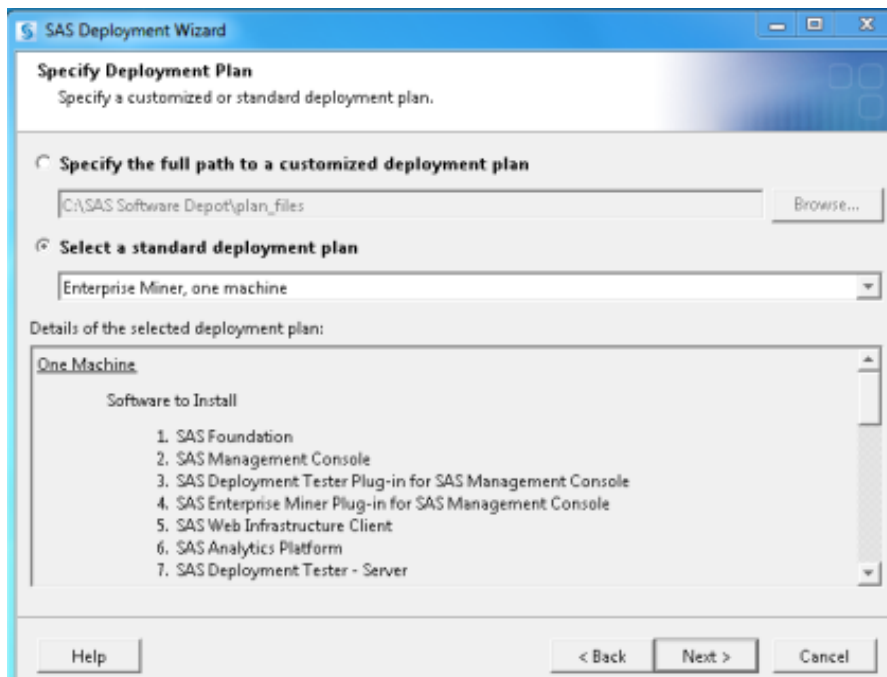 SAS Deployment Wizard
Specify Deployment Plan
Specify a customized or standard deployment plan.
Specify the full path to a customized deployment plan
C:\SAS Software Depot\plan_files
Browse...
Select a standard deployment plan
Enterprise Miner, one machine
Details of the selected deployment plan:
One Machine
Software to Install
1. SAS Foundation
2. SAS Management Console
3. SAS Deployment Tester Plug-in for SAS Management Console
4. SAS Enterprise Miner Plug-in for SAS Management Console
5. SAS Web Infrastructure Client
6. SAS Analytics Platform
7. SAS Deployment Tester - Server
Help
< Back
Next >
Cancel